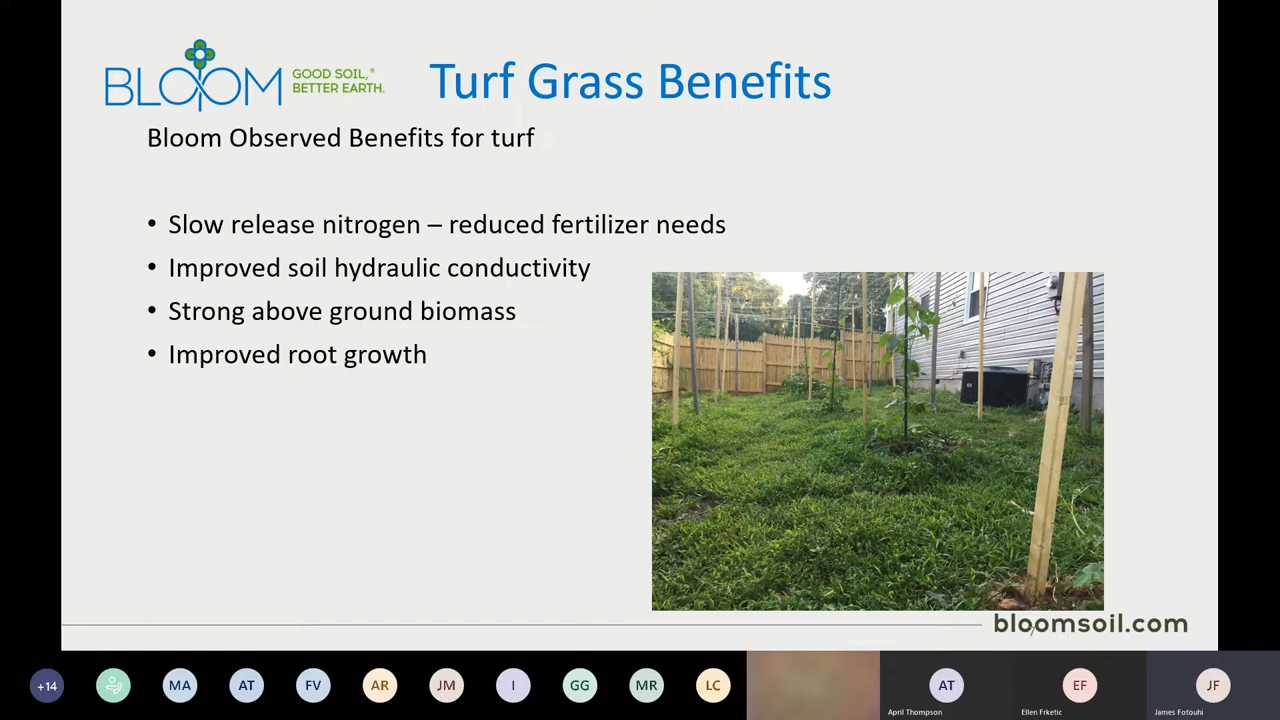 BLOOM
GOOD SOIL,®
BETTER EARTH.
Turf Grass Benefits
Bloom Observed Benefits for turf
• Slow release nitrogen – reduced fertilizer needs
• Improved soil hydraulic conductivity
• Strong above ground biomass
• Improved root growth
bloomsoil.com
+14
MA
AT
FV
AR
JM
I
GG
MR
LC
AT
EF
JF
April Thompson
Ellen Frketic
James Fotouhi